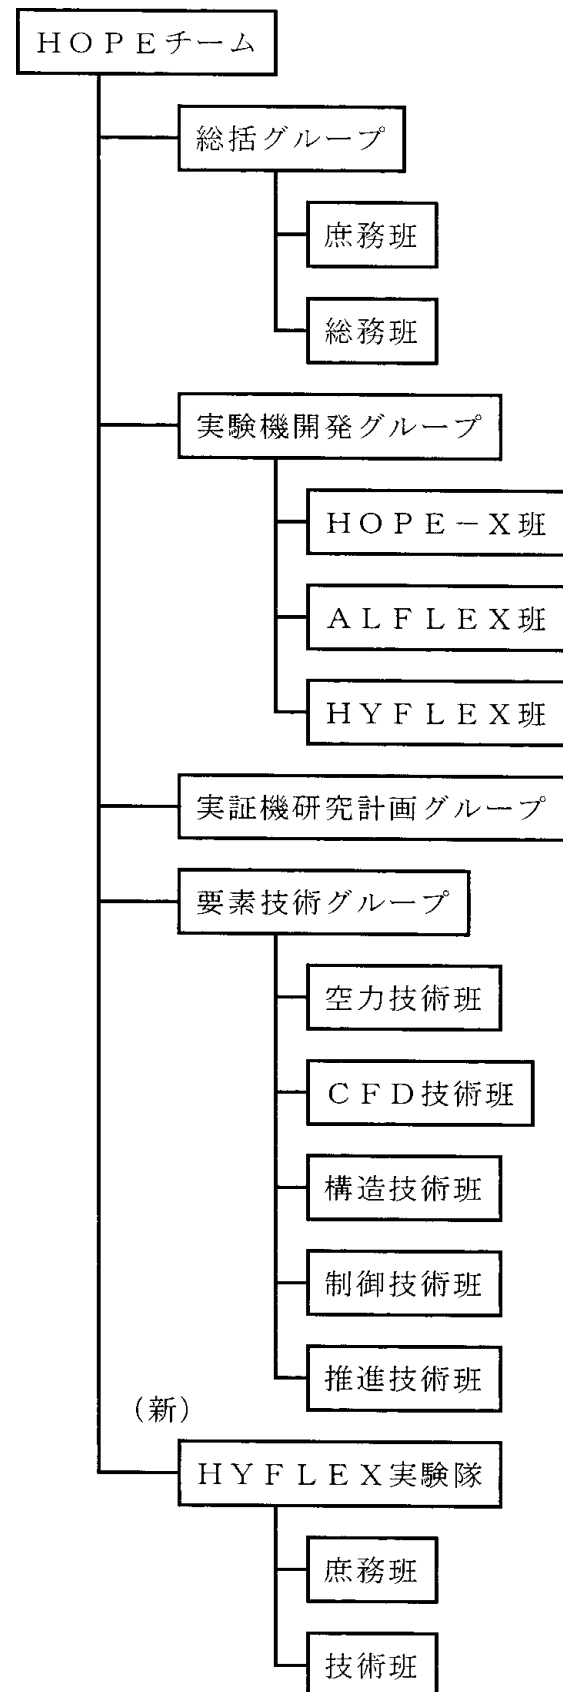 HOPEチーム
総括グループ
庶務班
総務班
実験機開発グループ
HOPE－X班
ALFLEX班
HYFLEX班
実証機研究計画グループ
要素技術グループ
空力技術班
CFD技術班
構造技術班
制御技術班
推進技術班
(新)
HYFLEX実験隊
庶務班
技術班